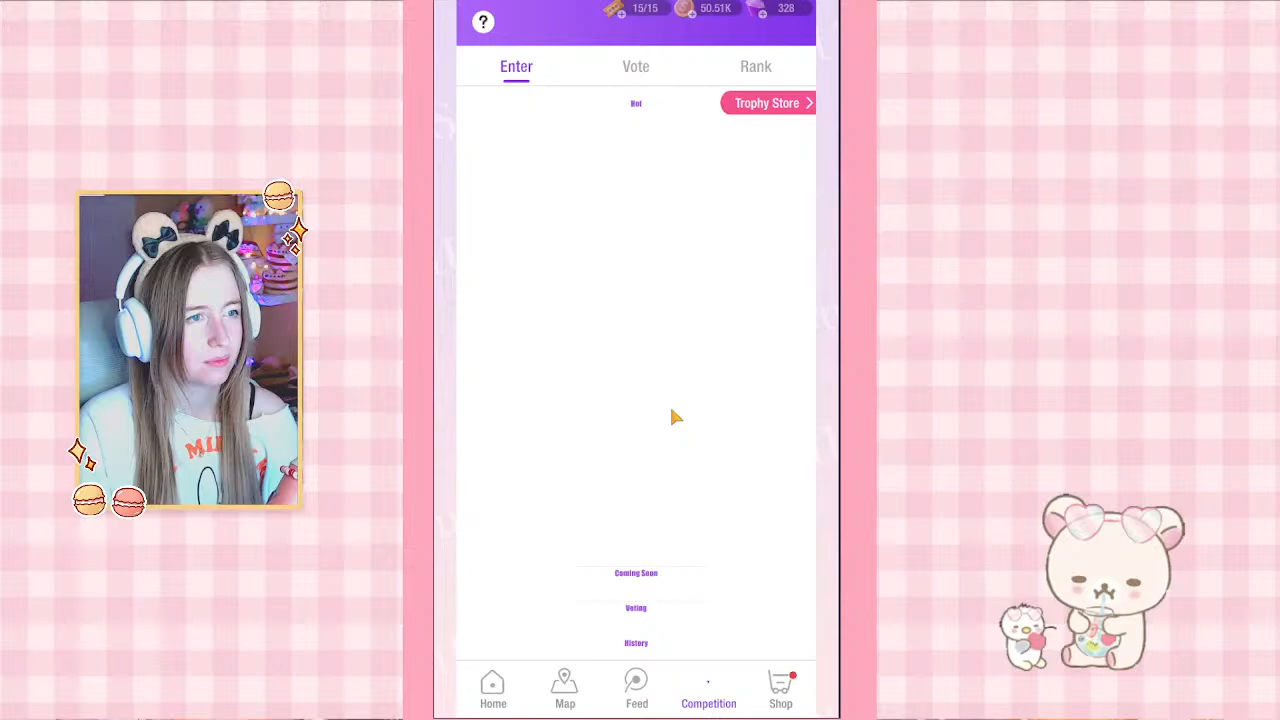 ?
15/15
50.51K
328
Enter
Vote
Rank
Hot
Trophy Store >
Coming Soon
Voting
History
Home
Map
Feed
Competition
Shop